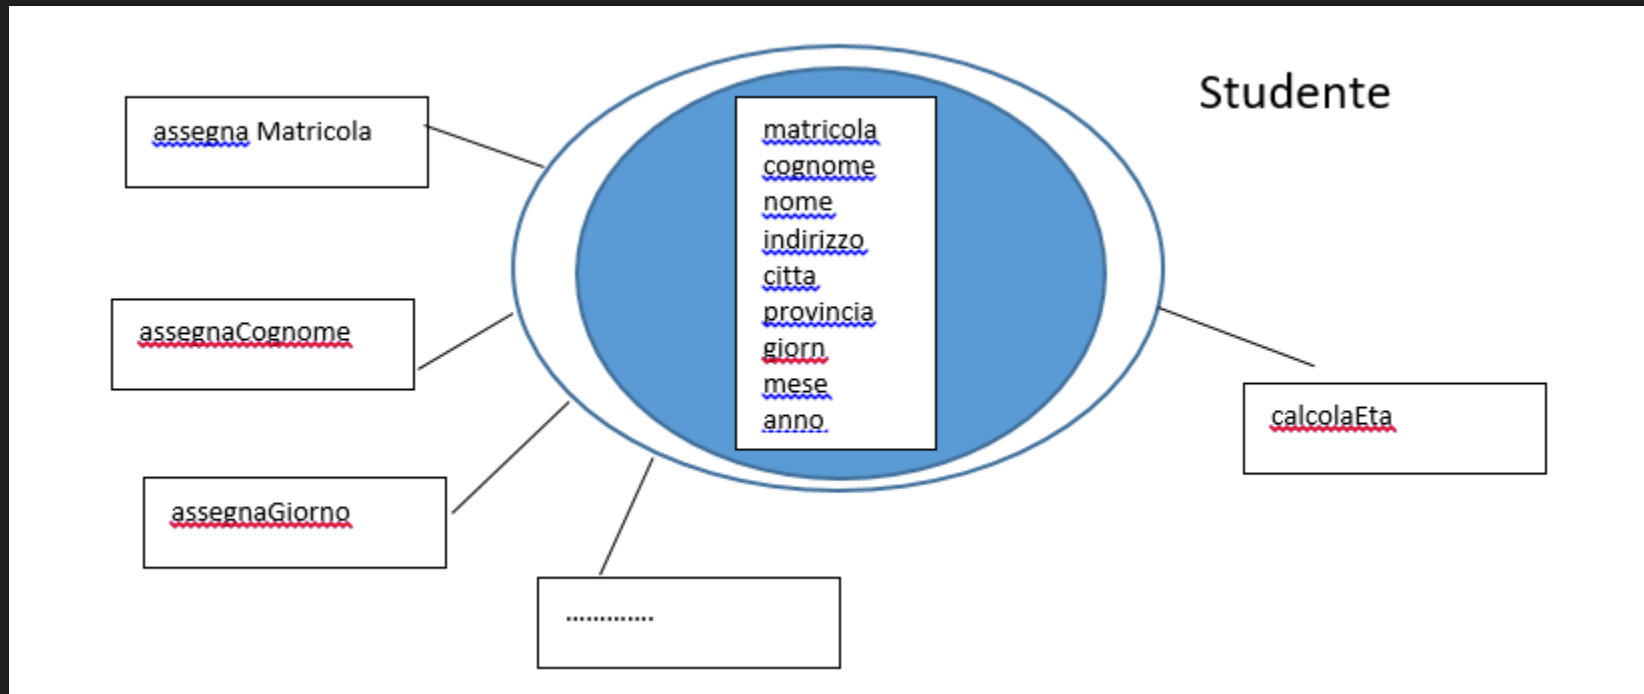 Studente
assegna Matricola
matricola
cognome
nome
indirizzo
citta
provincia
giorn
mese
anno
assegnaCognome
calcolaEta
assegnaGiorno
.............